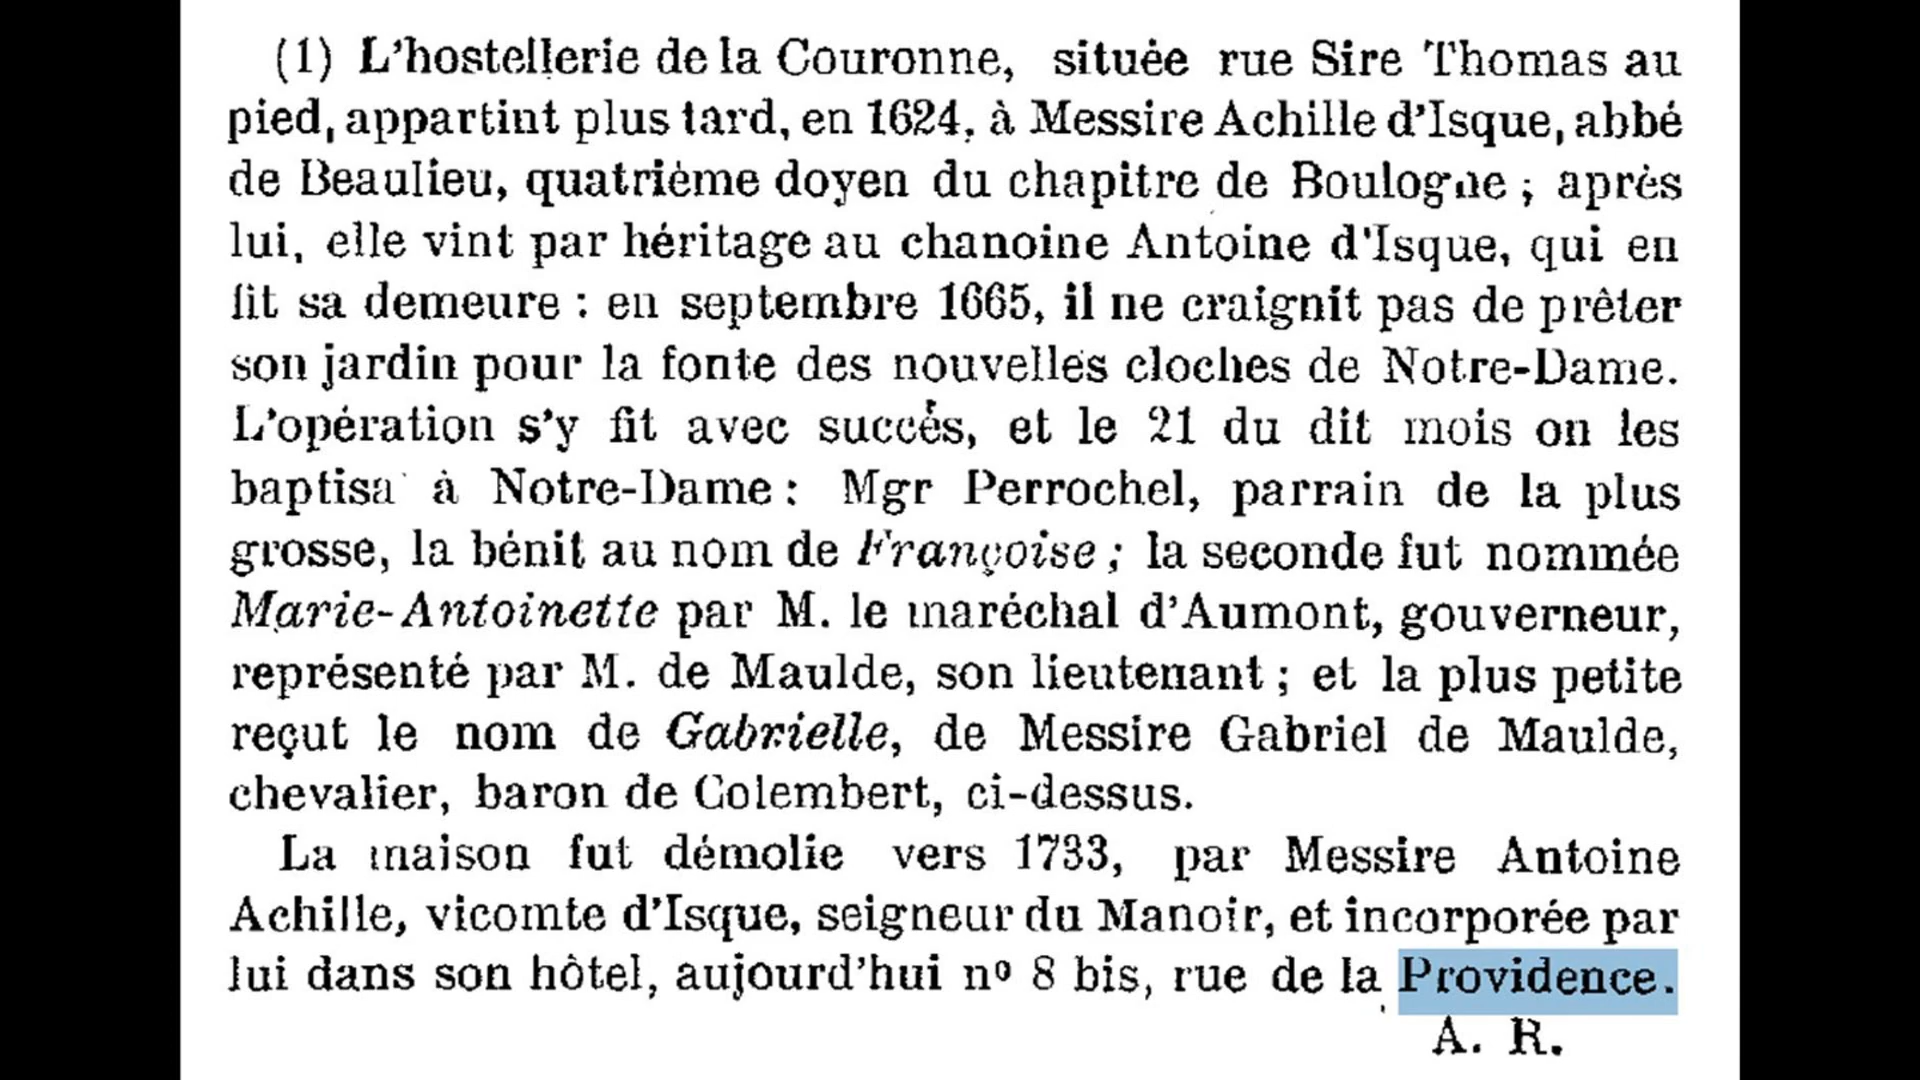 (1) L'hostellerie de la Couronne, située rue Sire Thomas au
pied, appartint plus tard, en 1624, à Messire Achille d'Isque, abbé
de Beaulieu, quatrième doyen du chapitre de Boulogne ; après
lui, elle vint par héritage au chanoine Antoine d'Isque, qui en
fit sa demeure : en septembre 1665, il ne craignit pas de prêter
son jardin pour la fonte des nouvelles cloches de Notre-Dame.
L'opération s'y fit avec succés, et le 21 du dit mois on les
baptisa à Notre-Dame : Mgr Perrochel, parrain de la plus
grosse, la bénit au nom de Françoise ; la seconde fut nommée
Marie-Antoinette par M. le maréchal d'Aumont, gouverneur,
représenté par M. de Maulde, son lieutenant ; et la plus petite
reçut le nom de Gabrielle, de Messire Gabriel de Maulde,
chevalier, baron de Colembert, ci-dessus.
La maison fut démolie vers 1733, par Messire Antoine
Achille, vicomte d'Isque, seigneur du Manoir, et incorporée par
lui dans son hôtel, aujourd'hui nº 8 bis, rue de la Providence.
A. R.